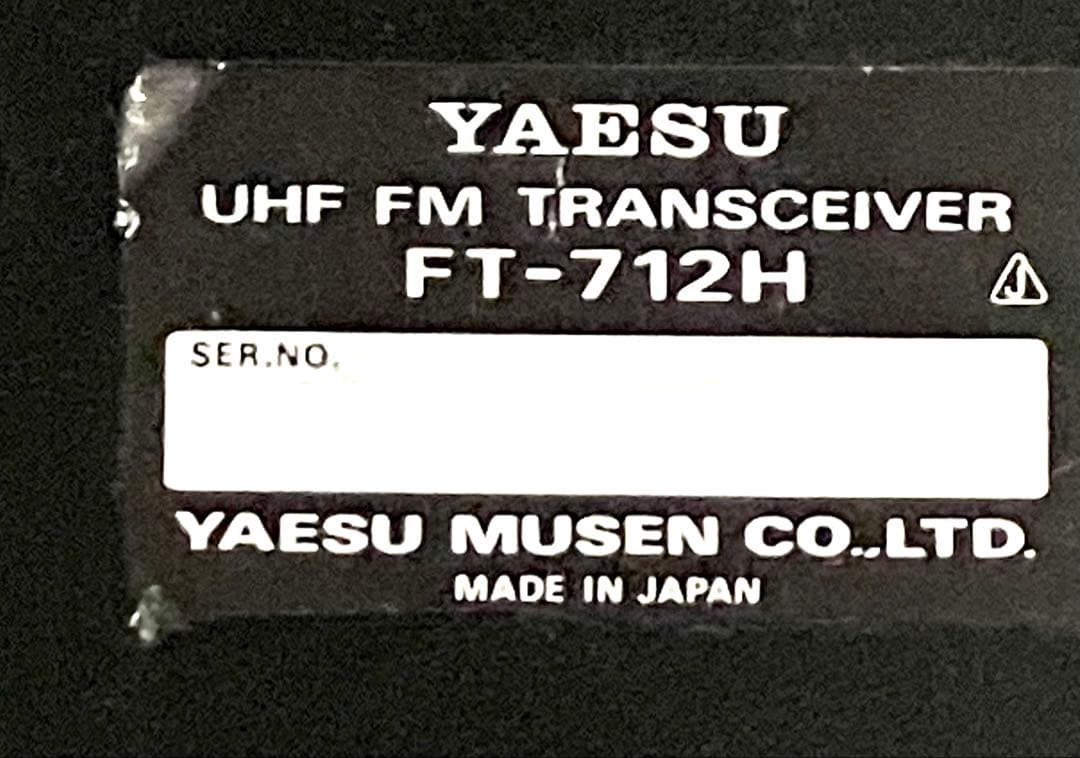 YAESU
UHF FM TRANSCEIVER
FT-712H
J
SER.NO.
YAESU MUSEN CO.,LTD.
MADE IN JAPAN